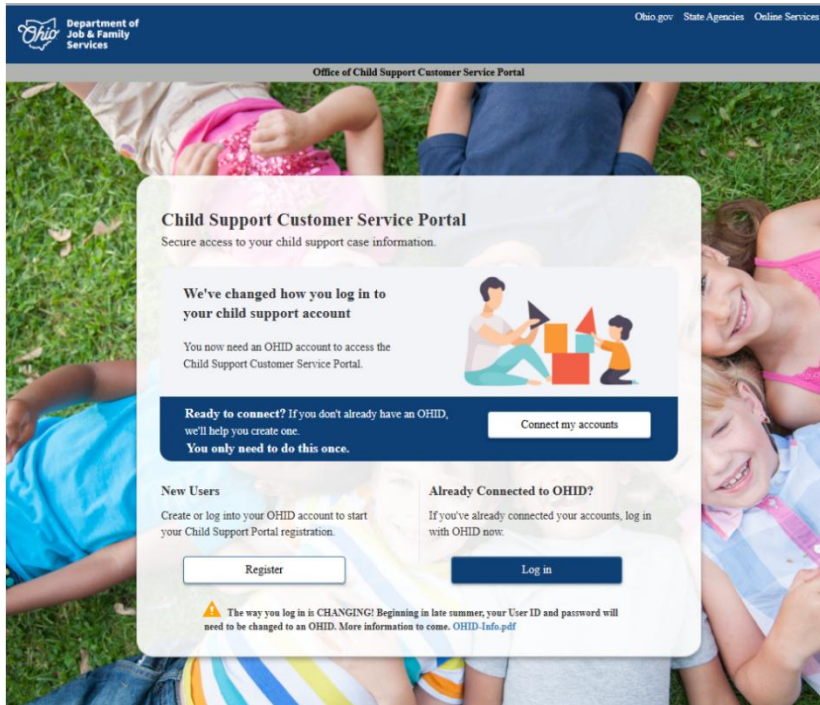 Ohio
Department of
Job & Family
Services
Ohio.gov State Agencies Online Services
Office of Child Support Customer Service Portal
Child Support Customer Service Portal
Secure access to your child support case information.
We've changed how you log in to
your child support account
You now need an OHID account to access the
Child Support Customer Service Portal.
Ready to connect? If you don't already have an OHID,
we'll help you create one.
You only need to do this once.
Connect my accounts
New Users
Create or log into your OHID account to start
your Child Support Portal registration.
Register
Already Connected to OHID?
If you've already connected your accounts, log in
with OHID now.
Log in
The way you log in is CHANGING! Beginning in late summer, your User ID and password will
need to be changed to an OHID. More information to come. OHID-Info.pdf